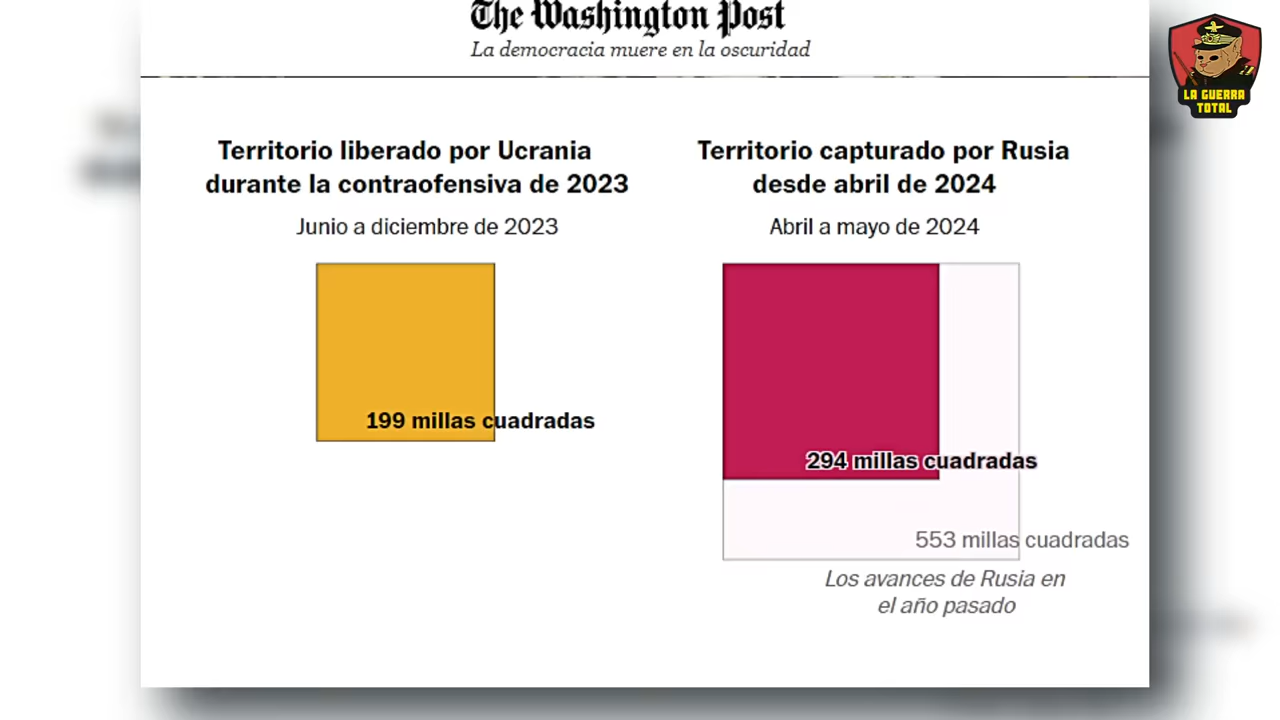 The Washington Post
La democracia muere en la oscuridad
LA GUERRA
TOTAL
Territorio liberado por Ucrania
durante la contraofensiva de 2023
Junio a diciembre de 2023
199 millas cuadradas
Territorio capturado por Rusia
desde abril de 2024
Abril a mayo de 2024
294 millas cuadradas
553 millas cuadradas
Los avances de Rusia en
el año pasado